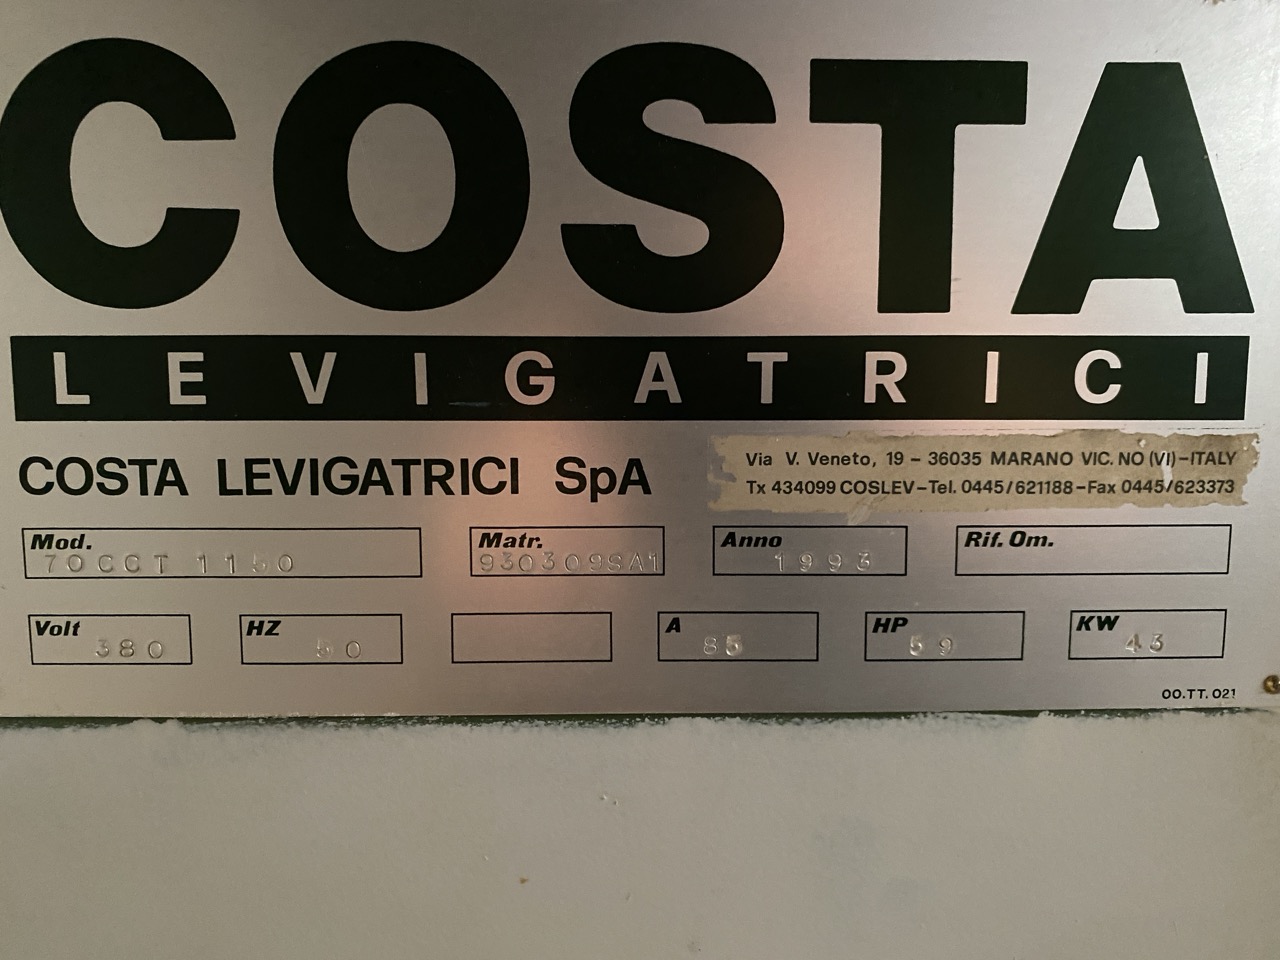 COSTA
LEVIGATRICI
COSTA LEVIGATRICI SpA
Via V. Veneto, 19 - 36035 MARANO VIC.NO (VI)-ITALY
Tx 434099 COSLEV-Tel. 0445/621188-Fax 0445/623373
Mod. 70CCT 1150
Matr. 930309SA1
Anno 1993
Rif. Om.
Volt 380
HZ 50
A 85
HP 59
KW 43
00.TT.021